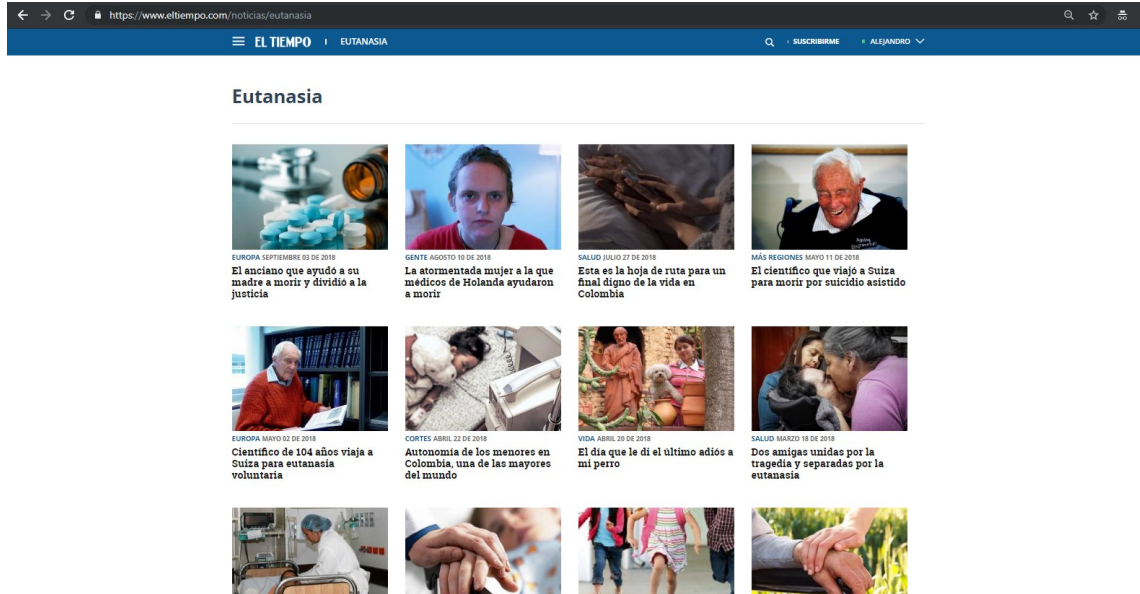 https://www.eltiempo.com/noticias/eutanasia
EL TIEMPO | EUTANASIA
SUSCRIBIRME
ALEJANDRO
Eutanasia
EUROPA SEPTIEMBRE 03 DE 2018
El anciano que ayudó a su
madre a morir y dividió a la
justicia
GENTE AGOSTO 10 DE 2018
La atormentada mujer a la que
médicos de Holanda ayudaron
a morir
SALUD JULIO 27 DE 2018
Esta es la hoja de ruta para un
final digno de la vida en
Colombia
MÁS REGIONES MAYO 11 DE 2018
El científico que viajó a Suiza
para morir por suicidio asistido
EUROPA MAYO 02 DE 2018
Científico de 104 años viaja a
Suiza para eutanasia
voluntaria
CORTES ABRIL 22 DE 2018
Autonomía de los menores en
Colombia, una de las mayores
del mundo
VIDA ABRIL 20 DE 2018
El día que le di el último adiós a
mi perro
SALUD MARZO 18 DE 2018
Dos amigas unidas por la
tragedia y separadas por la
eutanasia